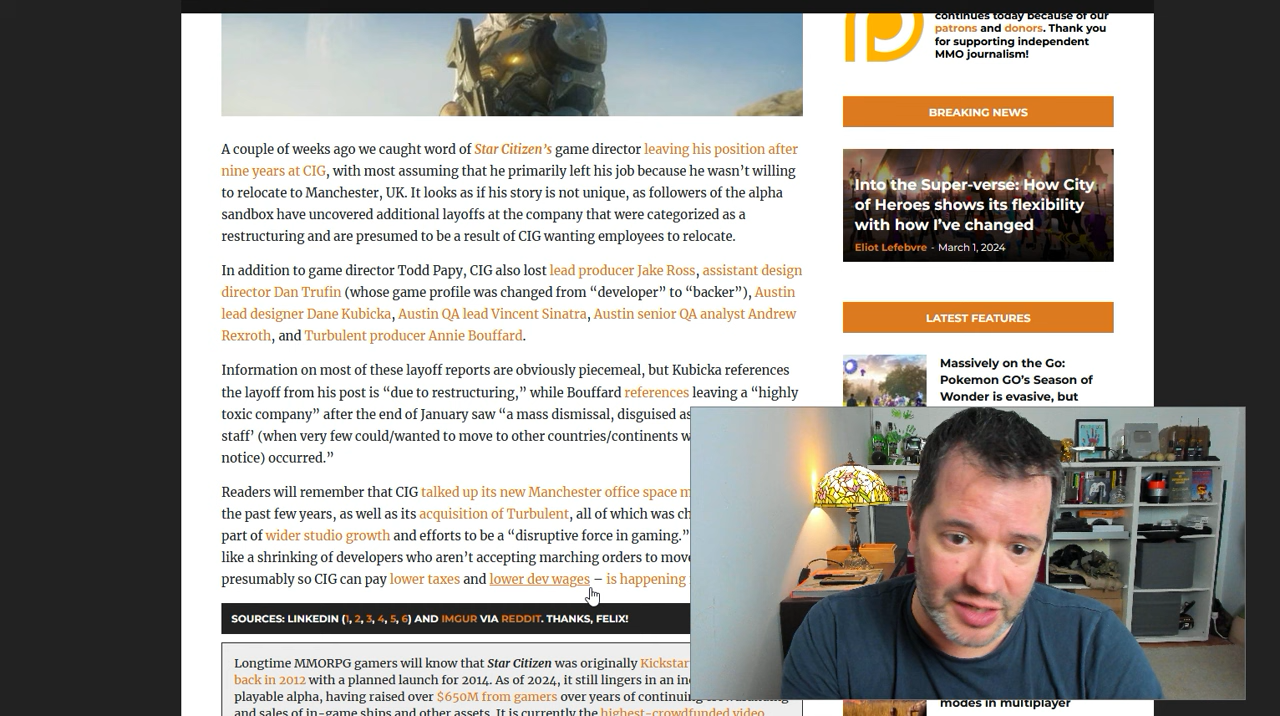 A couple of weeks ago we caught word of Star Citizen's game director leaving his position after
nine years at CIG, with most assuming that he primarily left his job because he wasn't willing
to relocate to Manchester, UK. It looks as if his story is not unique, as followers of the alpha
sandbox have uncovered additional layoffs at the company that were categorized as a
restructuring and are presumed to be a result of CIG wanting employees to relocate.
In addition to game director Todd Papy, CIG also lost lead producer Jake Ross, assistant design
director Dan Trufin (whose game profile was changed from “developer” to “backer”), Austin
lead designer Dane Kubicka, Austin QA lead Vincent Sinatra, Austin senior QA analyst Andrew
Rexroth, and Turbulent producer Annie Bouffard.
Information on most of these layoff reports are obviously piecemeal, but Kubicka references
the layoff from his post is “due to restructuring,” while Bouffard references leaving a “highly
toxic company” after the end of January saw “a mass dismissal, disguised as
staff’ (when very few could/wanted to move to other countries/continents w
notice) occurred.”
Readers will remember that CIG talked up its new Manchester office space
the past few years, as well as its acquisition of Turbulent, all of which was
part of wider studio growth and efforts to be a “disruptive force in gaming.”
like a shrinking of developers who aren't accepting marching orders to move
presumably so CIG can pay lower taxes and lower dev wages – is happening
SOURCES: LINKEDIN (1, 2, 3, 4, 5, 6) AND IMGUR VIA REDDIT. THANKS, FELIX!
Longtime MMORPG gamers will know that Star Citizen was originally
back in 2012 with a planned launch for 2014. As of 2024, it still lingers in an
playable alpha, having raised over $650M from gamers over years of
and sales of in-game ships and other assets. It is currently the highest-crowdfunded video
continues today because of our
patrons and donors. Thank you
for supporting independent
MMO journalism!
BREAKING NEWS
Into the Super-verse: How City
of Heroes shows its flexibility
with how I've changed
Eliot Lefebvre - March 1, 2024
LATEST FEATURES
Massively on the Go:
Pokemon GO's Season of
Wonder is evasive, but
modes in multiplayer